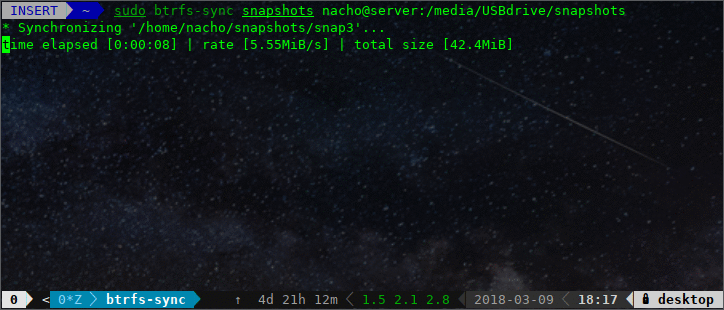 INSERT ~ sudo btrfs-sync snapshots nacho@server:/media/USBdrive/snapshots
* Synchronizing '/home/nacho/snapshots/snap3'...
time elapsed [0:00:08] | rate [5.55MiB/s] | total size [42.4MiB]
0 < 0*Z btrfs-sync ↑ 4d 21h 12m 1.5 2.1 2.8 2018-03-09 18:17 desktop